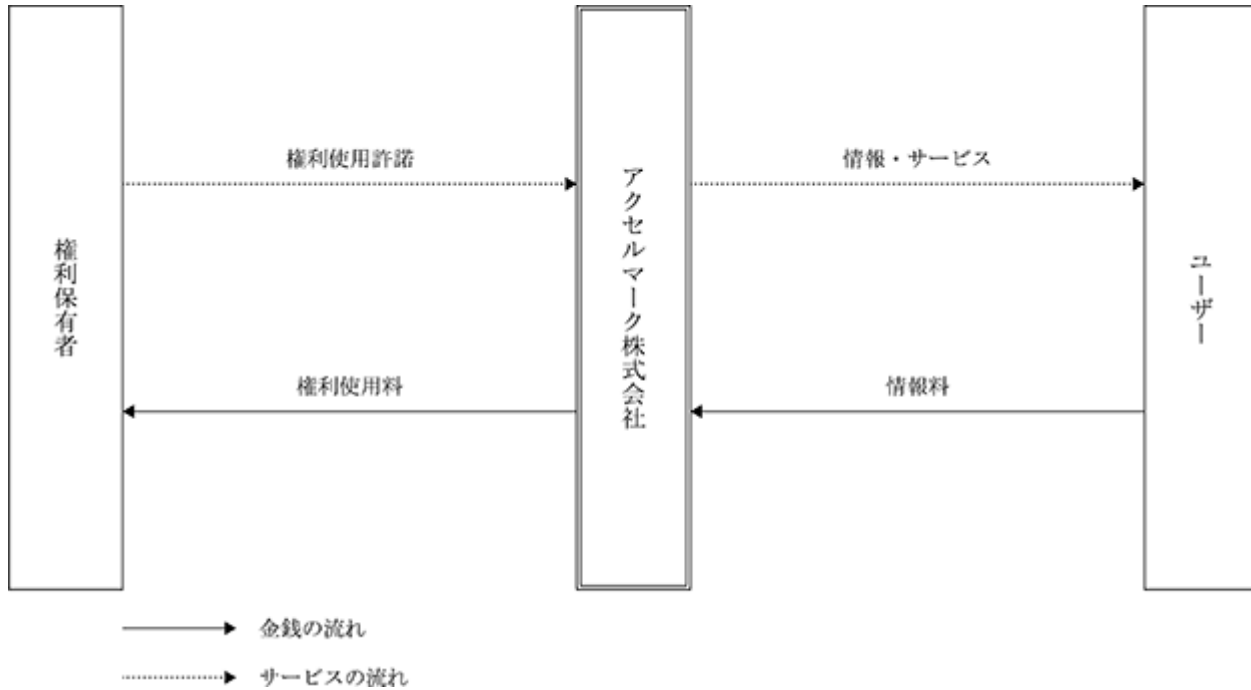 権利保有者
権利使用許諾
権利使用料
アクセルマーク株式会社
情報・サービス
情報料
ユーザー
金銭の流れ
サービスの流れ